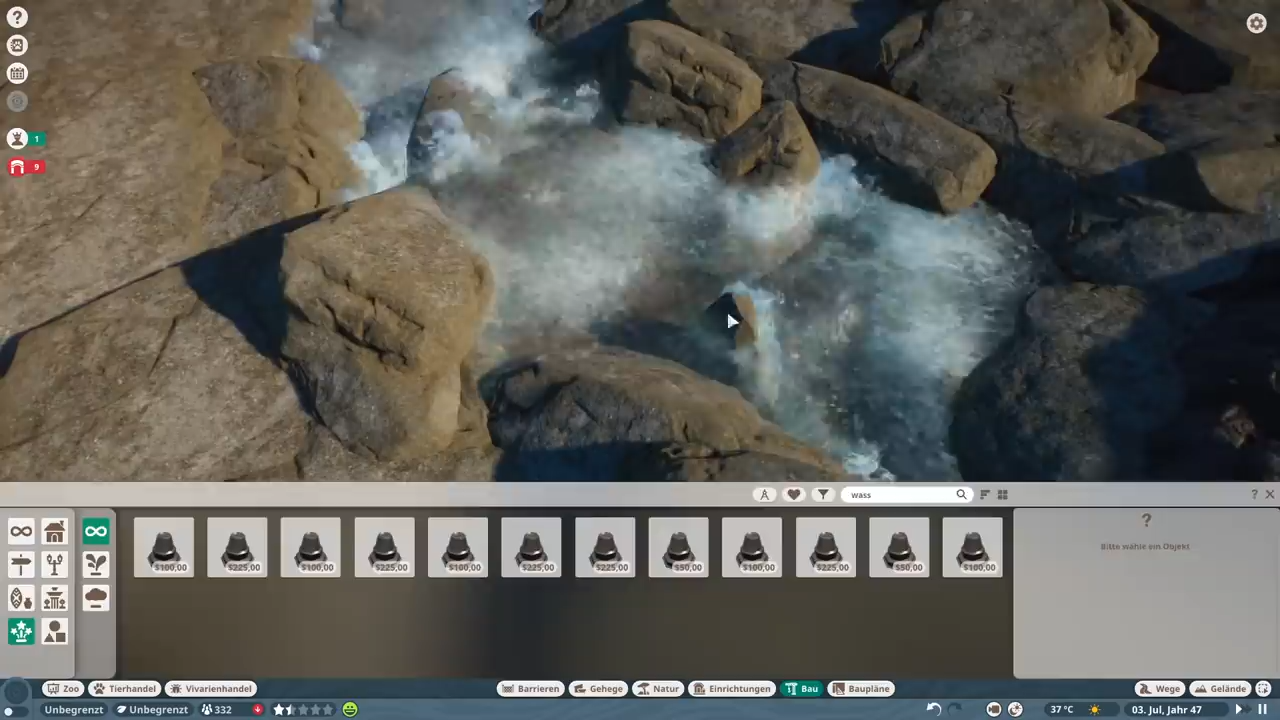 1
9
wass
?
?
$100,00
$225,00
$100,00
$225,00
$100,00
$225,00
$225,00
$50,00
$100,00
$225,00
$50,00
$100,00
?
Bitte wähle ein Objekt
Zoo
Tierhandel
Vivarienhandel
Barrieren
Gehege
Natur
Einrichtungen
Bau
Baupläne
Wege
Gelände
Unbegrenzt
Unbegrenzt
332
37 °C
03. Jul, Jahr 47